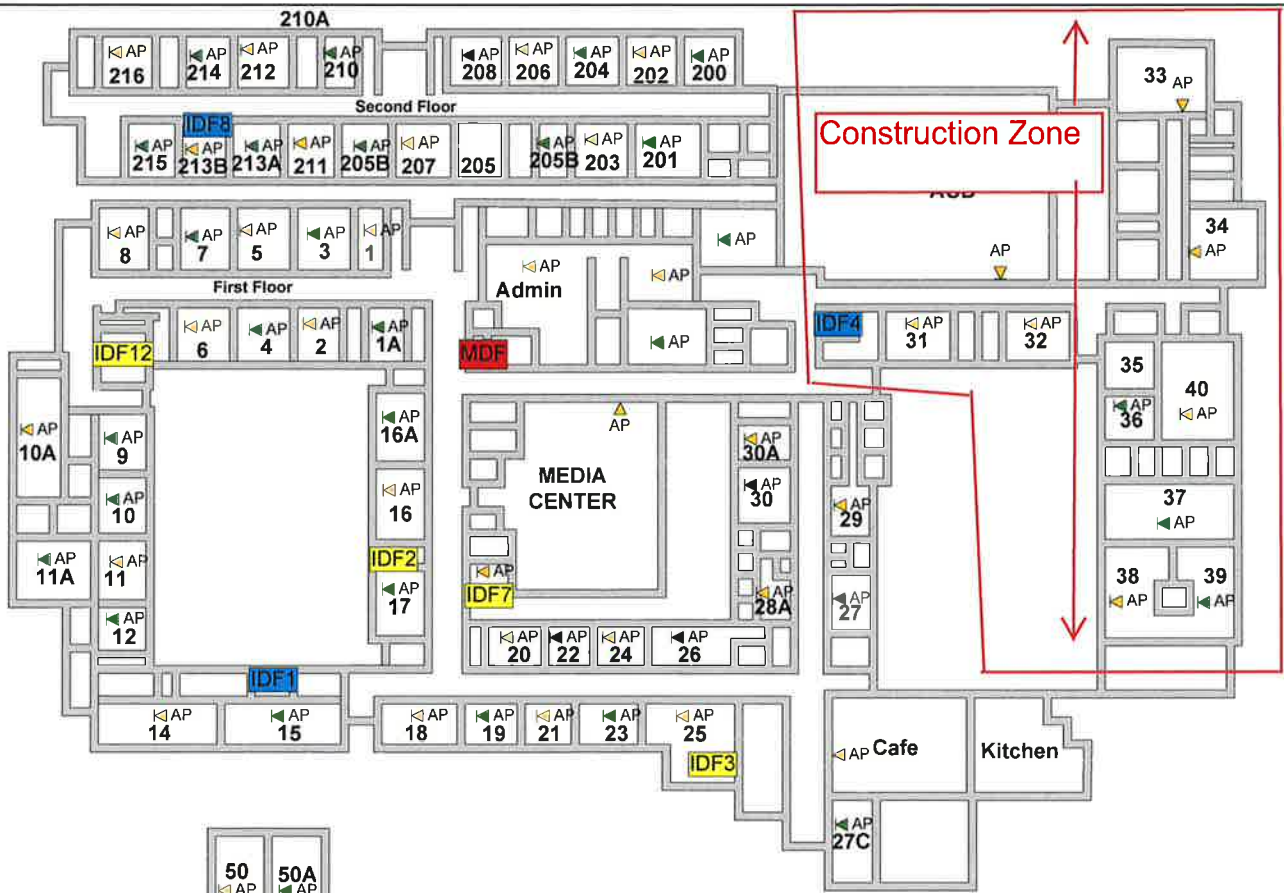 210A
AP AP AP AP AP AP AP AP AP
216 214 212 210 208 206 204 202 200
Second Floor
IDF8
AP AP AP AP AP AP AP AP AP
215 213B 213A 211 205B 207 205 205B 203 201
Construction Zone
33 AP
34
AP
AP
AP AP AP AP AP
8 7 5 3 1
First Floor
AP
AP AP
Admin
AP
MDF
IDF12
AP AP AP AP
6 4 2 1A
IDF4
AP AP
31 32
35
AP
36
40
AP
37
AP
38 39
AP AP
AP
10A
AP
9
AP
10
AP
11A
AP
11
AP
12
AP
16A
AP
16
IDF2
AP
17
AP
MEDIA
CENTER
AP
30A
AP
30
AP
29
AP
IDF7
AP
28A
AP
27
AP AP AP AP
20 22 24 26
IDF1
AP AP
14 15
AP AP AP AP AP
18 19 21 23 25
IDF3
AP Cafe
Kitchen
AP
27C
50 50A
AP AP